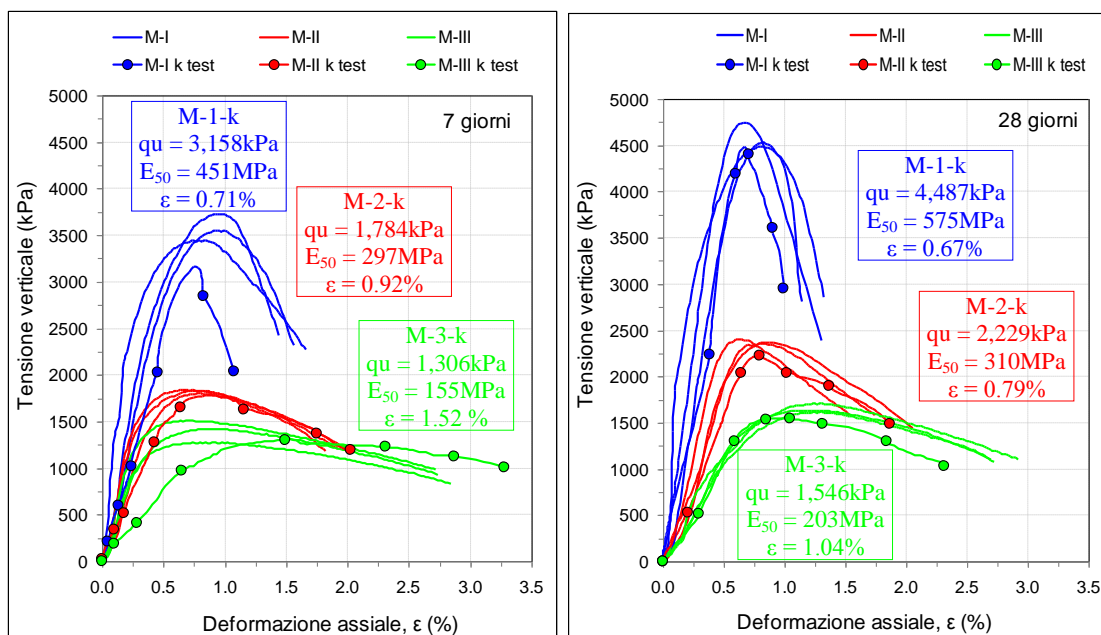 M-I M-II M-III
M-I k test M-II k test M-III k test
5000
4500
4000
3500
3000
2500
2000
1500
1000
500
0
Tensione verticale (kPa)
7 giorni
M-1-k
qu = 3,158kPa
E50 = 451MPa
ε = 0.71%
M-2-k
qu = 1,784kPa
E50 = 297MPa
ε = 0.92%
M-3-k
qu = 1,306kPa
E50 = 155MPa
ε = 1.52 %
0.0 0.5 1.0 1.5 2.0 2.5 3.0 3.5
Deformazione assiale, ε (%)
M-I M-II M-III
M-I k test M-II k test M-III k test
5000
4500
4000
3500
3000
2500
2000
1500
1000
500
0
Tensione verticale (kPa)
28 giorni
M-1-k
qu = 4,487kPa
E50 = 575MPa
ε = 0.67%
M-2-k
qu = 2,229kPa
E50 = 310MPa
ε = 0.79%
M-3-k
qu = 1,546kPa
E50 = 203MPa
ε = 1.04%
0.0 0.5 1.0 1.5 2.0 2.5 3.0 3.5
Deformazione assiale, ε (%)